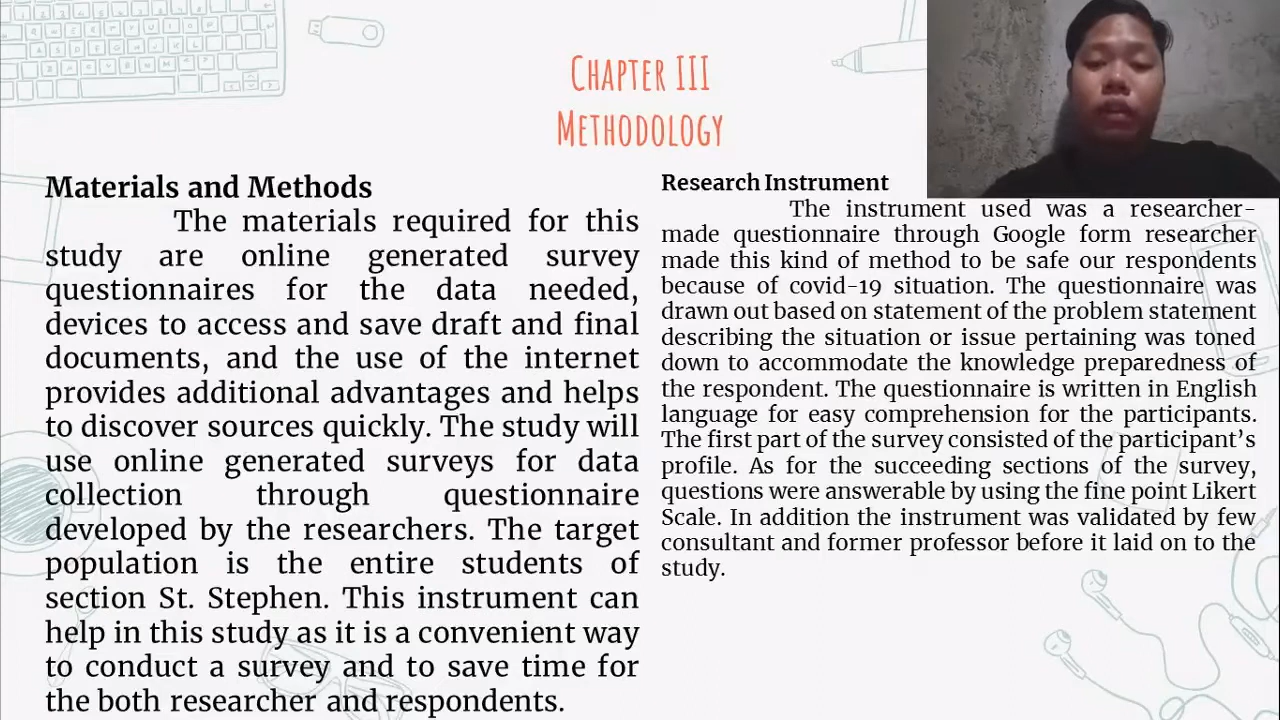 CHAPTER III
METHODOLOGY
Materials and Methods
The materials required for this
study are online generated survey
questionnaires for the data needed,
devices to access and save draft and final
documents, and the use of the internet
provides additional advantages and helps
to discover sources quickly. The study will
use online generated surveys for data
collection through questionnaire
developed by the researchers. The target
population is the entire students of
section St. Stephen. This instrument can
help in this study as it is a convenient way
to conduct a survey and to save time for
the both researcher and respondents.
Research Instrument
The instrument used was a researcher-
made questionnaire through Google form researcher
made this kind of method to be safe our respondents
because of covid-19 situation. The questionnaire was
drawn out based on statement of the problem statement
describing the situation or issue pertaining was toned
down to accommodate the knowledge preparedness of
the respondent. The questionnaire is written in English
language for easy comprehension for the participants.
The first part of the survey consisted of the participant's
profile. As for the succeeding sections of the survey,
questions were answerable by using the fine point Likert
Scale. In addition the instrument was validated by few
consultant and former professor before it laid on to the
study.